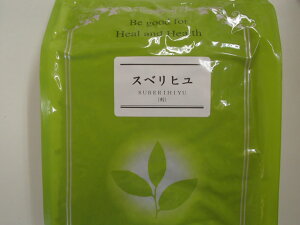 Be good for
Heal and Health
スベリヒユ
SUBERIHIYU